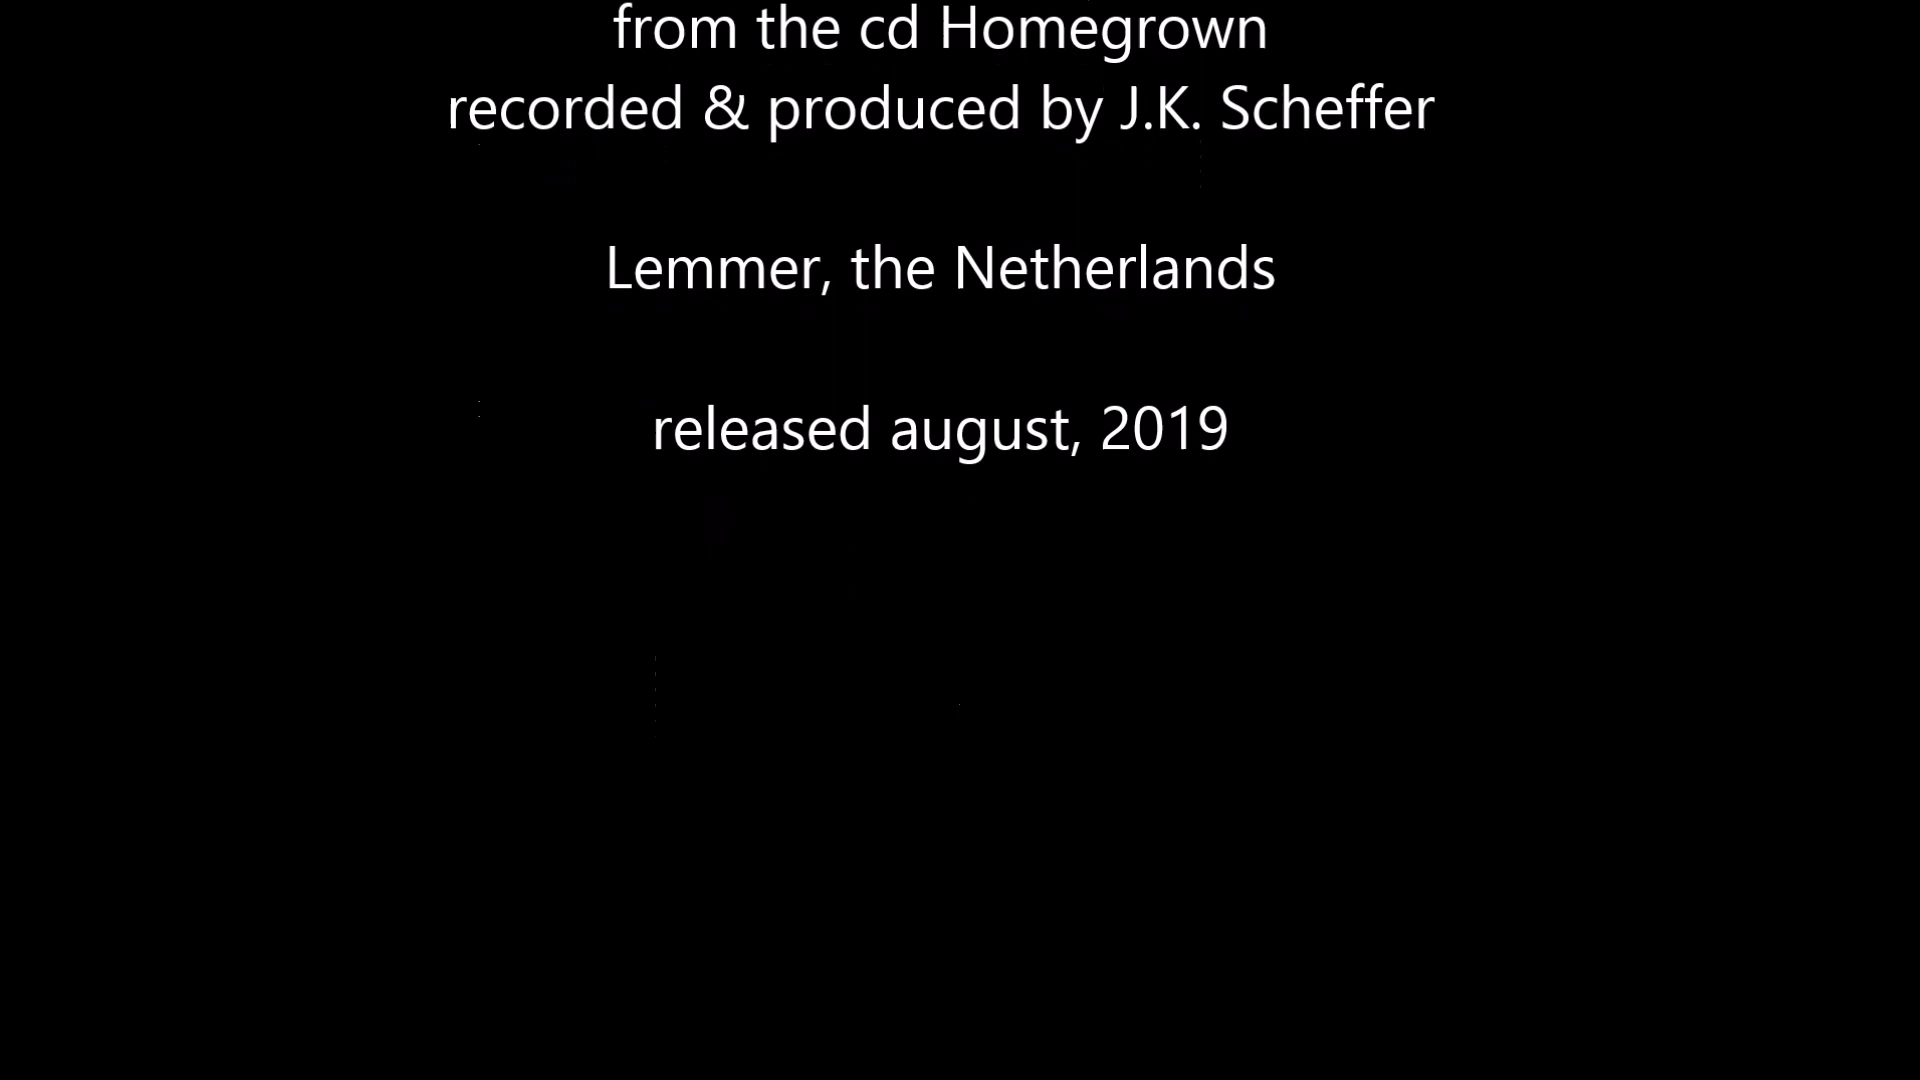 from the cd Homegrown
recorded & produced by J.K. Scheffer
Lemmer, the Netherlands
released august, 2019